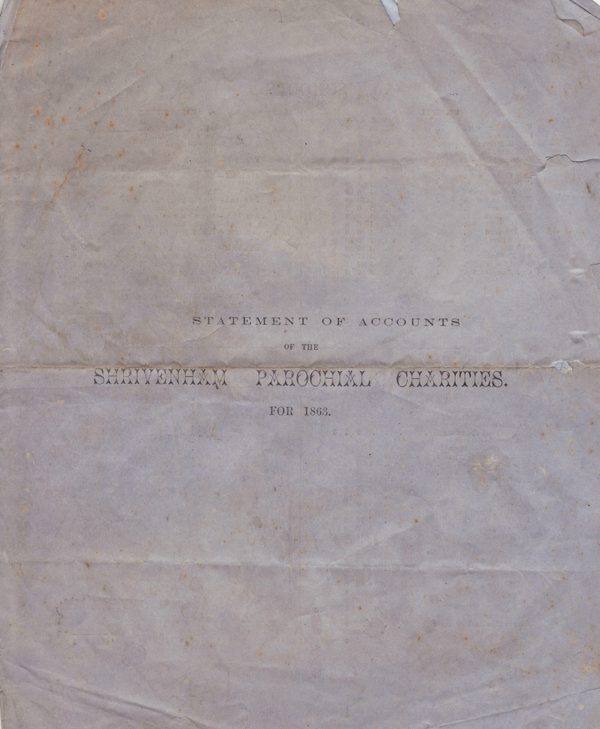 STATEMENT OF ACCOUNTS
OF THE
SHRIVENHAM PAROCHIAL CHARITIES.
FOR 1863.